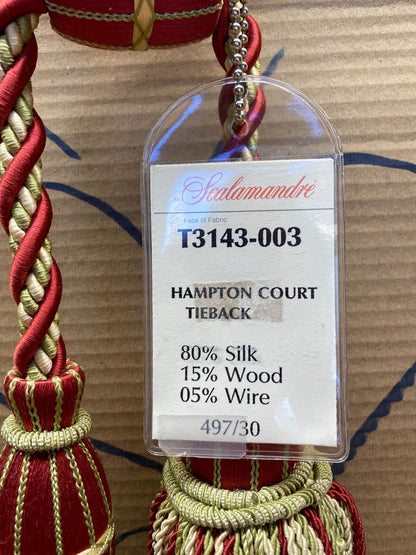 Scalamandré
Face of Fabric
T3143-003
HAMPTON COURT
TIEBACK
80% Silk
15% Wood
05% Wire
497/30